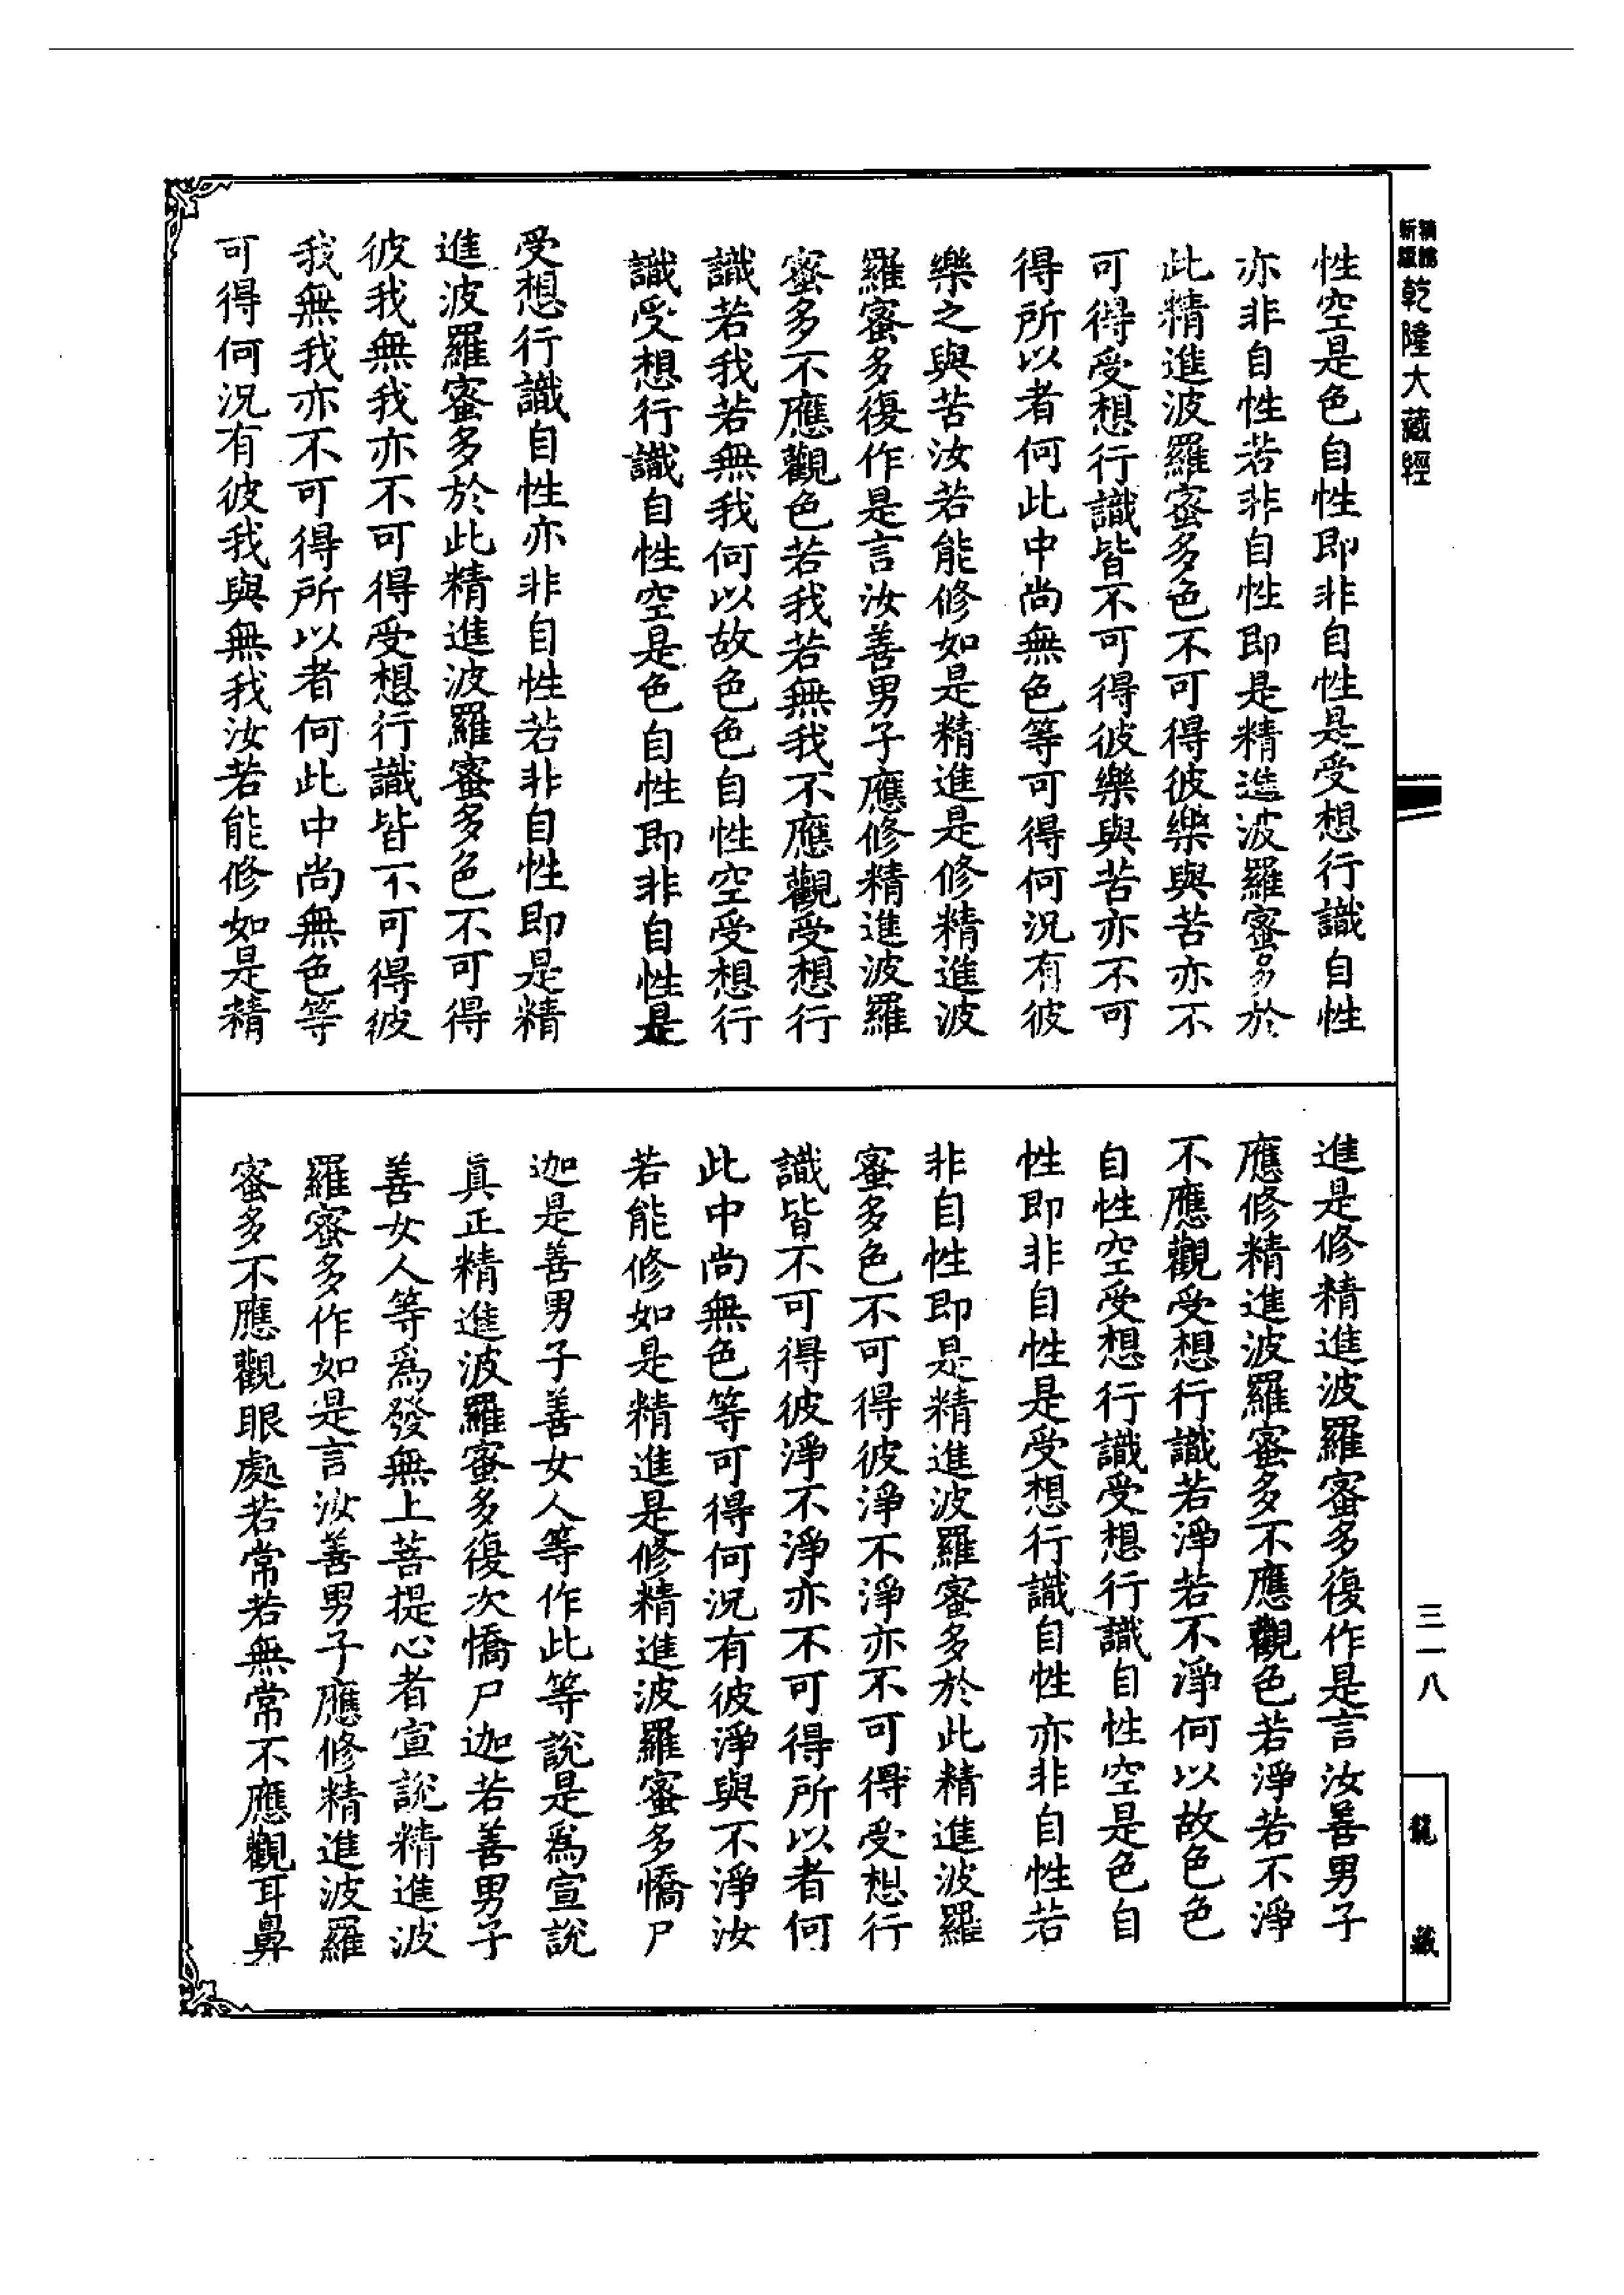 乾隆大藏經
性空是色自性即非自性是受想行識自性
亦非自性若非自性即是精進波羅蜜多於
此精進波羅蜜多色不可得彼樂與苦亦不
可得受想行識皆不可得彼樂與苦亦不可
得所以者何此中尚無色等可得何況有彼
樂之與苦汝若能修如是精進是修精進波
羅蜜多復作是言汝善男子應修精進波羅
蜜多不應觀色若我若無我不應觀受想行
識若我若無我何以故色色自性空受想行
識受想行識自性空是色自性即非自性是
受想行識自性亦非自性若非自性即是精
進波羅蜜多於此精進波羅蜜多色不可得
彼我無我亦不可得受想行識皆不可得彼
我無我亦不可得所以者何此中尚無色等
可得何況有彼我與無我汝若能修如是精
進是修精進波羅蜜多復作是言汝善男子
應修精進波羅蜜多不應觀色若淨若不淨
不應觀受想行識若淨若不淨何以故色色
自性空受想行識受想行識自性空是色自
性即非自性是受想行識自性亦非自性若
非自性即是精進波羅蜜多於此精進波羅
蜜多色不可得彼淨不淨亦不可得受想行
識皆不可得彼淨不淨亦不可得所以者何
此中尚無色等可得何況有彼淨與不淨汝
若能修如是精進是修精進波羅蜜多憍尸
迦是善男子善女人等作此等說是爲宣說
真正精進波羅蜜多復次憍尸迦若善男子
善女人等爲發無上菩提心者宣說精進波
羅蜜多作如是言汝善男子應修精進波羅
蜜多不應觀眼處若常若無常不應觀耳鼻
三一八
龍藏